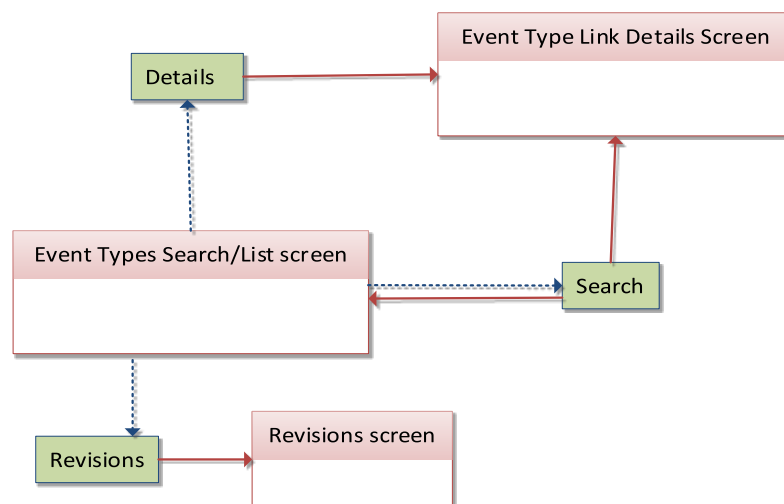 Event Type Link Details Screen
Details
Event Types Search/List screen
Search
Revisions screen
Revisions